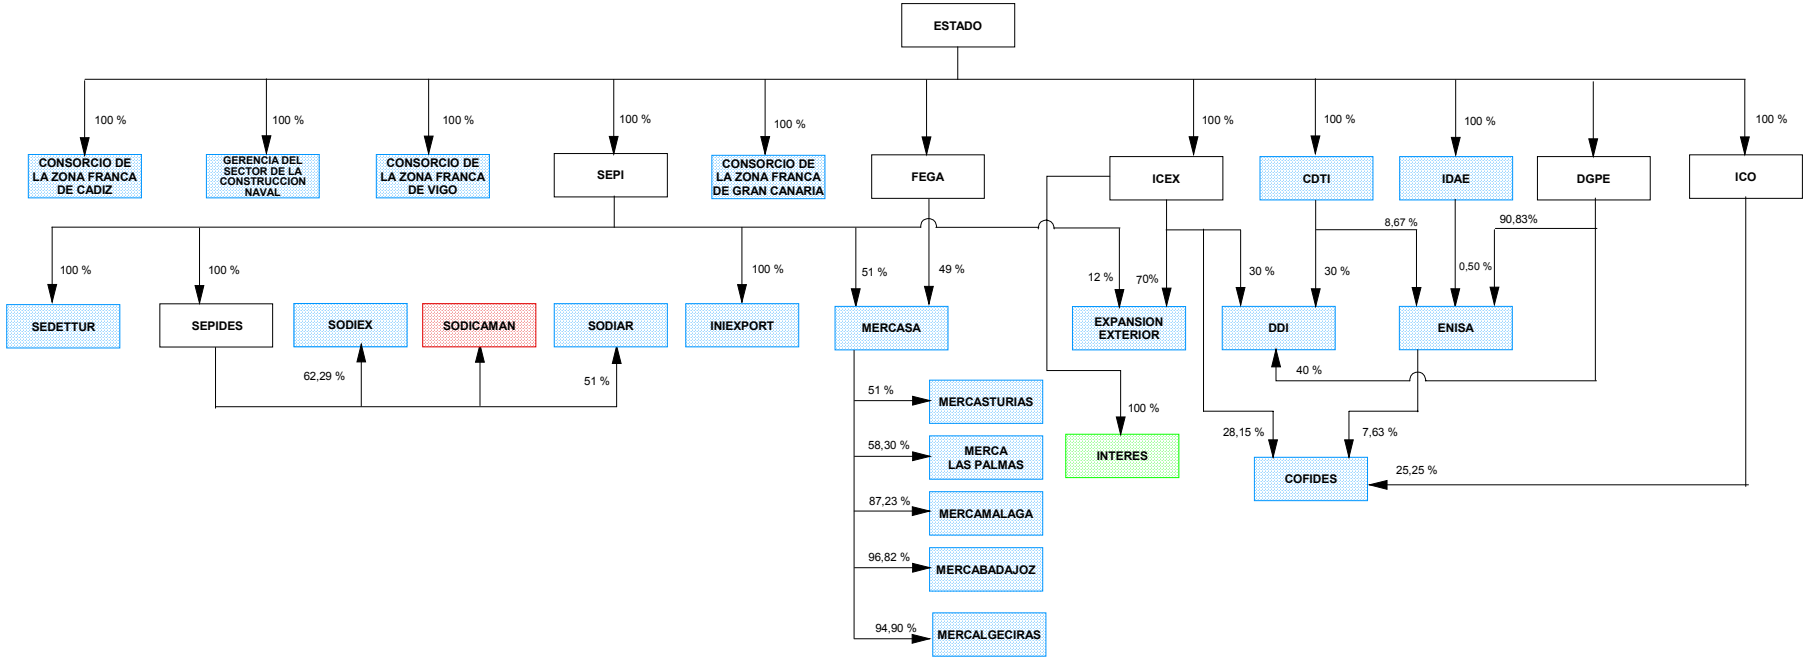 ESTADO
100 %
100 %
100 %
100 %
100 %
100 %
100 %
100 %
100 %
CONSORCIO DE
LA ZONA FRANCA
DE CADIZ
GERENCIA DEL
SECTOR DE LA
CONSTRUCCION
NAVAL
CONSORCIO DE
LA ZONA FRANCA
DE VIGO
SEPI
CONSORCIO DE
LA ZONA FRANCA
DE GRAN CANARIA
FEGA
ICEX
CDTI
IDAE
DGPE
ICO
8,67 %
90,83%
100 %
100 %
100 %
51 %
49 %
12 %
70%
30 %
30 %
0,50 %
SEDETTUR
SEPIDES
SODIEX
SODICAMAN
SODIAR
INIEXPORT
MERCASA
EXPANSION
EXTERIOR
DDI
ENISA
62,29 %
51 %
40 %
51 %
MERCASTURIAS
100 %
58,30 %
MERCA
LAS PALMAS
INTERES
28,15 %
7,63 %
COFIDES
25,25 %
87,23 %
MERCAMALAGA
96,82 %
MERCABADAJOZ
94,90 %
MERCALGECIRAS